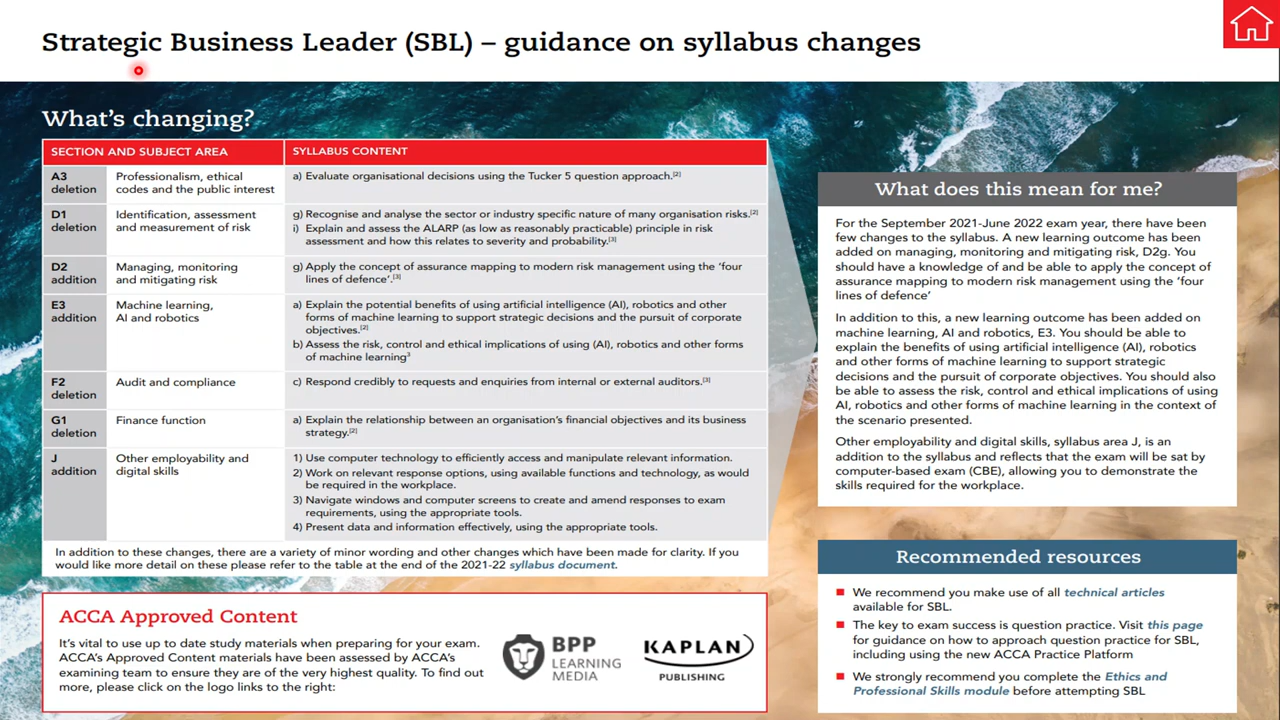 Strategic Business Leader (SBL) – guidance on syllabus changes
What's changing?
SECTION AND SUBJECT AREA
SYLLABUS CONTENT
A3 deletion
Professionalism, ethical
codes and the public interest
a) Evaluate organisational decisions using the Tucker 5 question approach.[2]
D1 deletion
Identification, assessment
and measurement of risk
g) Recognise and analyse the sector or industry specific nature of many organisation risks.[2]
i) Explain and assess the ALARP (as low as reasonably practicable) principle in risk
assessment and how this relates to severity and probability.[3]
D2 addition
Managing, monitoring
and mitigating risk
g) Apply the concept of assurance mapping to modern risk management using the 'four
lines of defence'.[3]
E3 addition
Machine learning,
AI and robotics
a) Explain the potential benefits of using artificial intelligence (AI), robotics and other
forms of machine learning to support strategic decisions and the pursuit of corporate
objectives.[2]
b) Assess the risk, control and ethical implications of using (AI), robotics and other forms
of machine learning3
F2 deletion
Audit and compliance
c) Respond credibly to requests and enquiries from internal or external auditors.[3]
G1 deletion
Finance function
a) Explain the relationship between an organisation's financial objectives and its business
strategy.[2]
J addition
Other employability and
digital skills
1) Use computer technology to efficiently access and manipulate relevant information.
2) Work on relevant response options, using available functions and technology, as would
be required in the workplace.
3) Navigate windows and computer screens to create and amend responses to exam
requirements, using the appropriate tools.
4) Present data and information effectively, using the appropriate tools.
In addition to these changes, there are a variety of minor wording and other changes which have been made for clarity. If you
would like more detail on these please refer to the table at the end of the 2021-22 syllabus document.
ACCA Approved Content
It's vital to use up to date study materials when preparing for your exam.
ACCA's Approved Content materials have been assessed by ACCA's
examining team to ensure they are of the very highest quality. To find out
more, please click on the logo links to the right:
BPP
LEARNING
MEDIA
KAPLAN
PUBLISHING
What does this mean for me?
For the September 2021-June 2022 exam year, there have been
few changes to the syllabus. A new learning outcome has been
added on managing, monitoring and mitigating risk, D2g. You
should have a knowledge of and be able to apply the concept of
assurance mapping to modern risk management using the 'four
lines of defence'
In addition to this, a new learning outcome has been added on
machine learning, AI and robotics, E3. You should be able to
explain the benefits of using artificial intelligence (AI), robotics
and other forms of machine learning to support strategic
decisions and the pursuit of corporate objectives. You should also
be able to assess the risk, control and ethical implications of using
AI, robotics and other forms of machine learning in the context of
the scenario presented.
Other employability and digital skills, syllabus area J, is an
addition to the syllabus and reflects that the exam will be sat by
computer-based exam (CBE), allowing you to demonstrate the
skills required for the workplace.
Recommended resources
We recommend you make use of all technical articles
available for SBL.
The key to exam success is question practice. Visit this page
for guidance on how to approach question practice for SBL,
including using the new ACCA Practice Platform
We strongly recommend you complete the Ethics and
Professional Skills module before attempting SBL